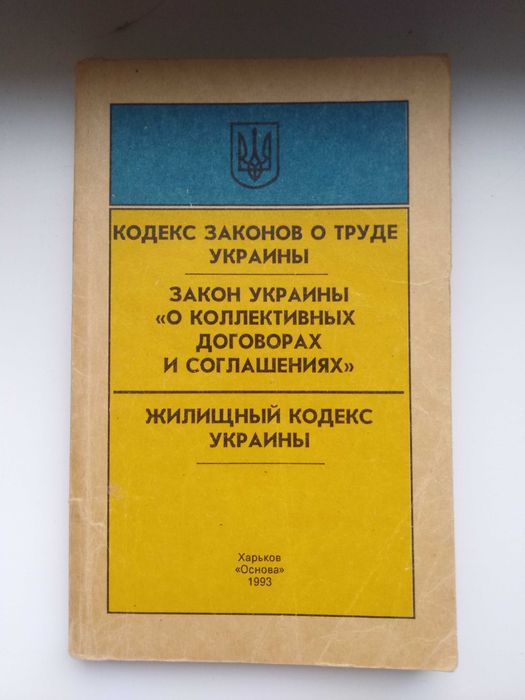 КОДЕКС ЗАКОНОВ О ТРУДЕ
УКРАИНЫ
ЗАКОН УКРАИНЫ
«О КОЛЛЕКТИВНЫХ
ДОГОВОРАХ
И СОГЛАШЕНИЯХ»
ЖИЛИЩНЫЙ КОДЕКС
УКРАИНЫ
Харьков
«Основа»
1993